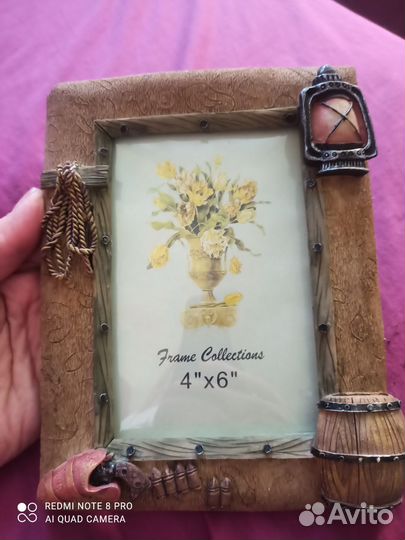 Frame Collections
4"x6"
REDMI NOTE 8 PRO
AI QUAD CAMERA
Avito